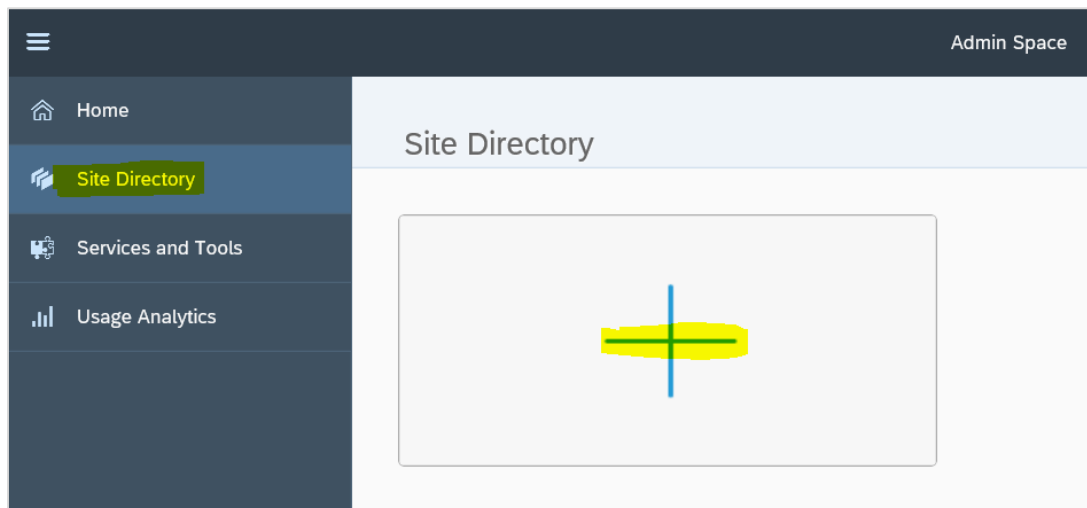 Admin Space
Home
Site Directory
Site Directory
Services and Tools
Usage Analytics